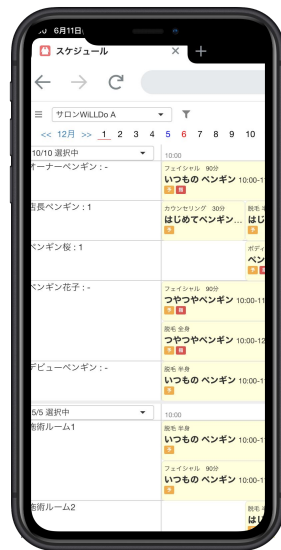 6月11日
スケジュール
サロンWiLLDo A
<< 12月 >> 1 2 3 4 5 6 7 8 9 10
10/10 選択中
10:00
オーナーペンギン : -
フェイシャル 90分
いつもの ペンギン 10:00-1
予
店長ペンギン : 1
カウンセリング 30分
脱毛
はじめてペンギン...
はじ
予
ペンギン桜 : 1
ボディ
ペン
予
ペンギン花子 : -
フェイシャル 90分
つやつやペンギン 10:00-11
予
脱毛 全身
つやつやペンギン 10:00-12
予
デビューペンギン : -
脱毛 半身
いつもの ペンギン 10:00-1
予
5/5 選択中
10:00
施術ルーム1
脱毛 半身
いつもの ペンギン 10:00-1
予
フェイシャル 90分
いつもの ペンギン 10:00-1
予
施術ルーム2
脱毛
はじ